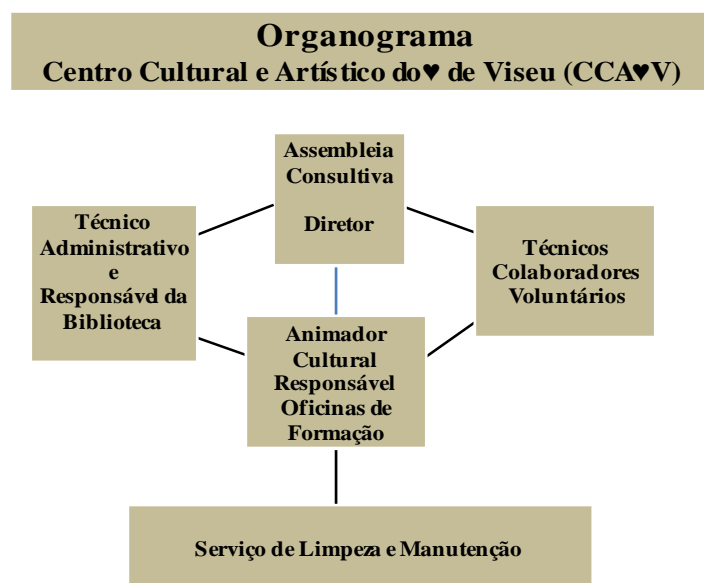 Organograma
Centro Cultural e Artístico do♥ de Viseu (CCA♥V)
Assembleia
Consultiva
Diretor
Técnico
Administrativo
e
Responsável da
Biblioteca
Técnicos
Colaboradores
Voluntários
Animador
Cultural
Responsável
Oficinas de
Formação
Serviço de Limpeza e Manutenção